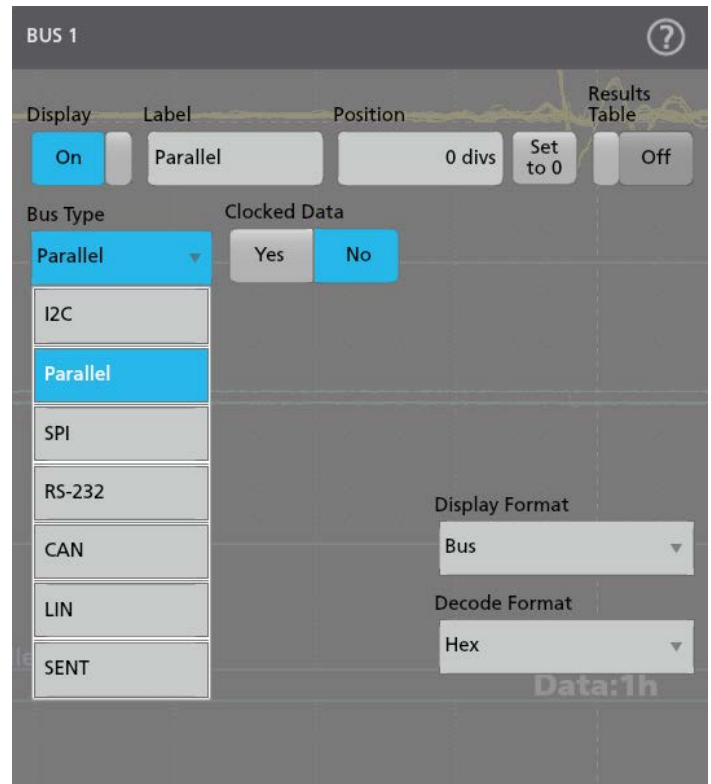 BUS 1
?
Display Label Position Results Table
On Parallel 0 divs Set to 0 Off
Bus Type Clocked Data
Parallel Yes No
I2C
Parallel
SPI
RS-232
Display Format
CAN Bus
LIN Decode Format
Hex
SENT
Data:1h